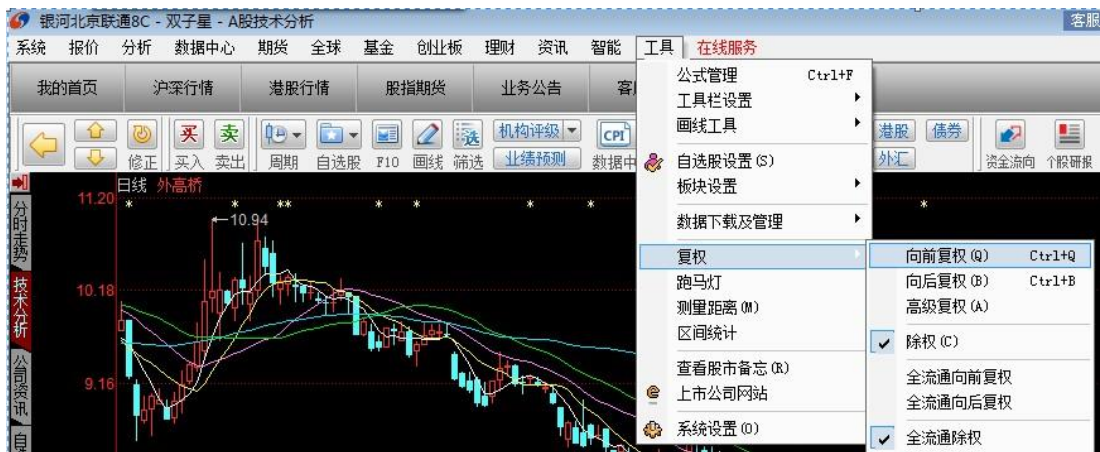 银河北京联通8C - 双子星 - A股技术分析
客服
系统 报价 分析 数据中心 期货 全球 基金 创业板 理财 资讯 智能 工具 在线服务
我的首页 沪深行情 港股行情 股指期货 业务公告 客
修正 买 买入 卖 卖出 周期 自选股 F10 画线 选 筛选 机构评级 业绩预测 CPI 数据中
港股 债券 外汇 资金流向 个股研报
分时走势
技术分析
公司资讯
自
日线 外高桥
11.20
10.94
10.18
9.16
公式管理 Ctrl+F
工具栏设置
画线工具
自选股设置(S)
板块设置
数据下载及管理
复权
跑马灯
测量距离(M)
区间统计
查看股市备忘(R)
上市公司网站
系统设置(O)
向前复权(Q) Ctrl+Q
向后复权(B) Ctrl+B
高级复权(A)
除权(C)
全流通向前复权
全流通向后复权
全流通除权